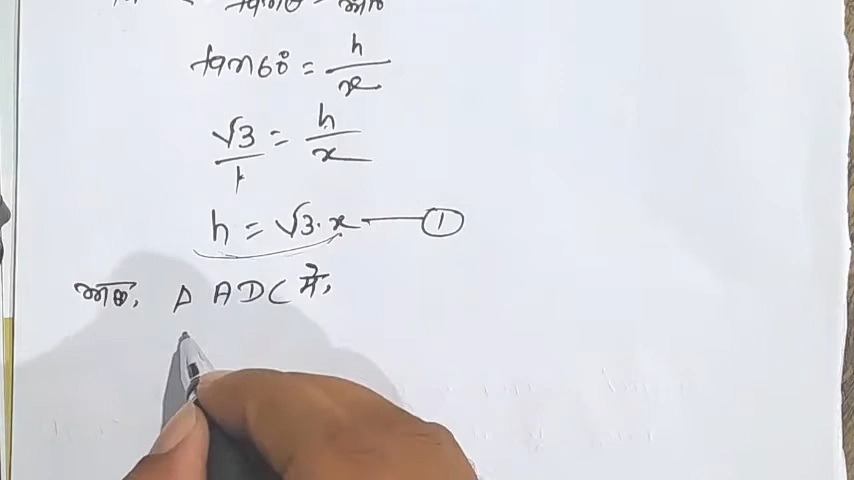 tan60° = h/x
√3/1 = h/x
h = √3·x —— ①
अब, △ ADC में,